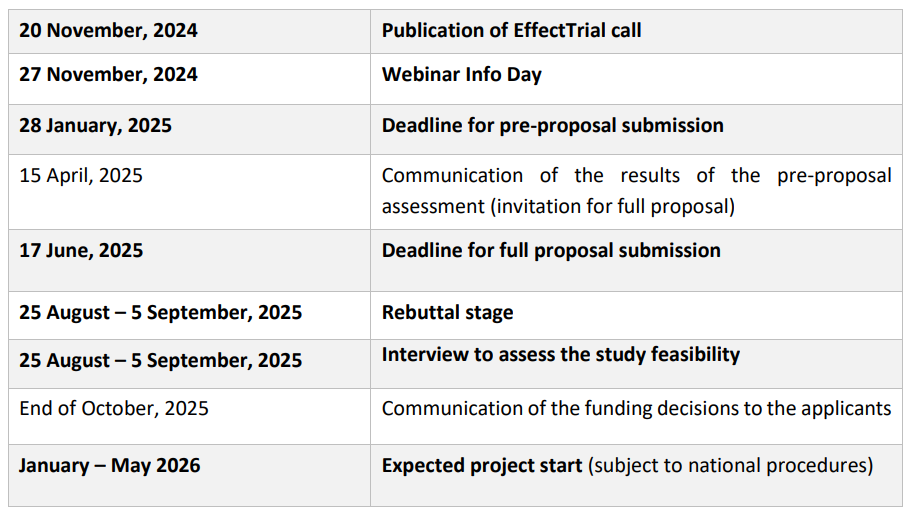 20 November, 2024
Publication of EffectTrial call
27 November, 2024
Webinar Info Day
28 January, 2025
Deadline for pre-proposal submission
15 April, 2025
Communication of the results of the pre-proposal
assessment (invitation for full proposal)
17 June, 2025
Deadline for full proposal submission
25 August – 5 September, 2025
Rebuttal stage
25 August – 5 September, 2025
Interview to assess the study feasibility
End of October, 2025
Communication of the funding decisions to the applicants
January – May 2026
Expected project start (subject to national procedures)